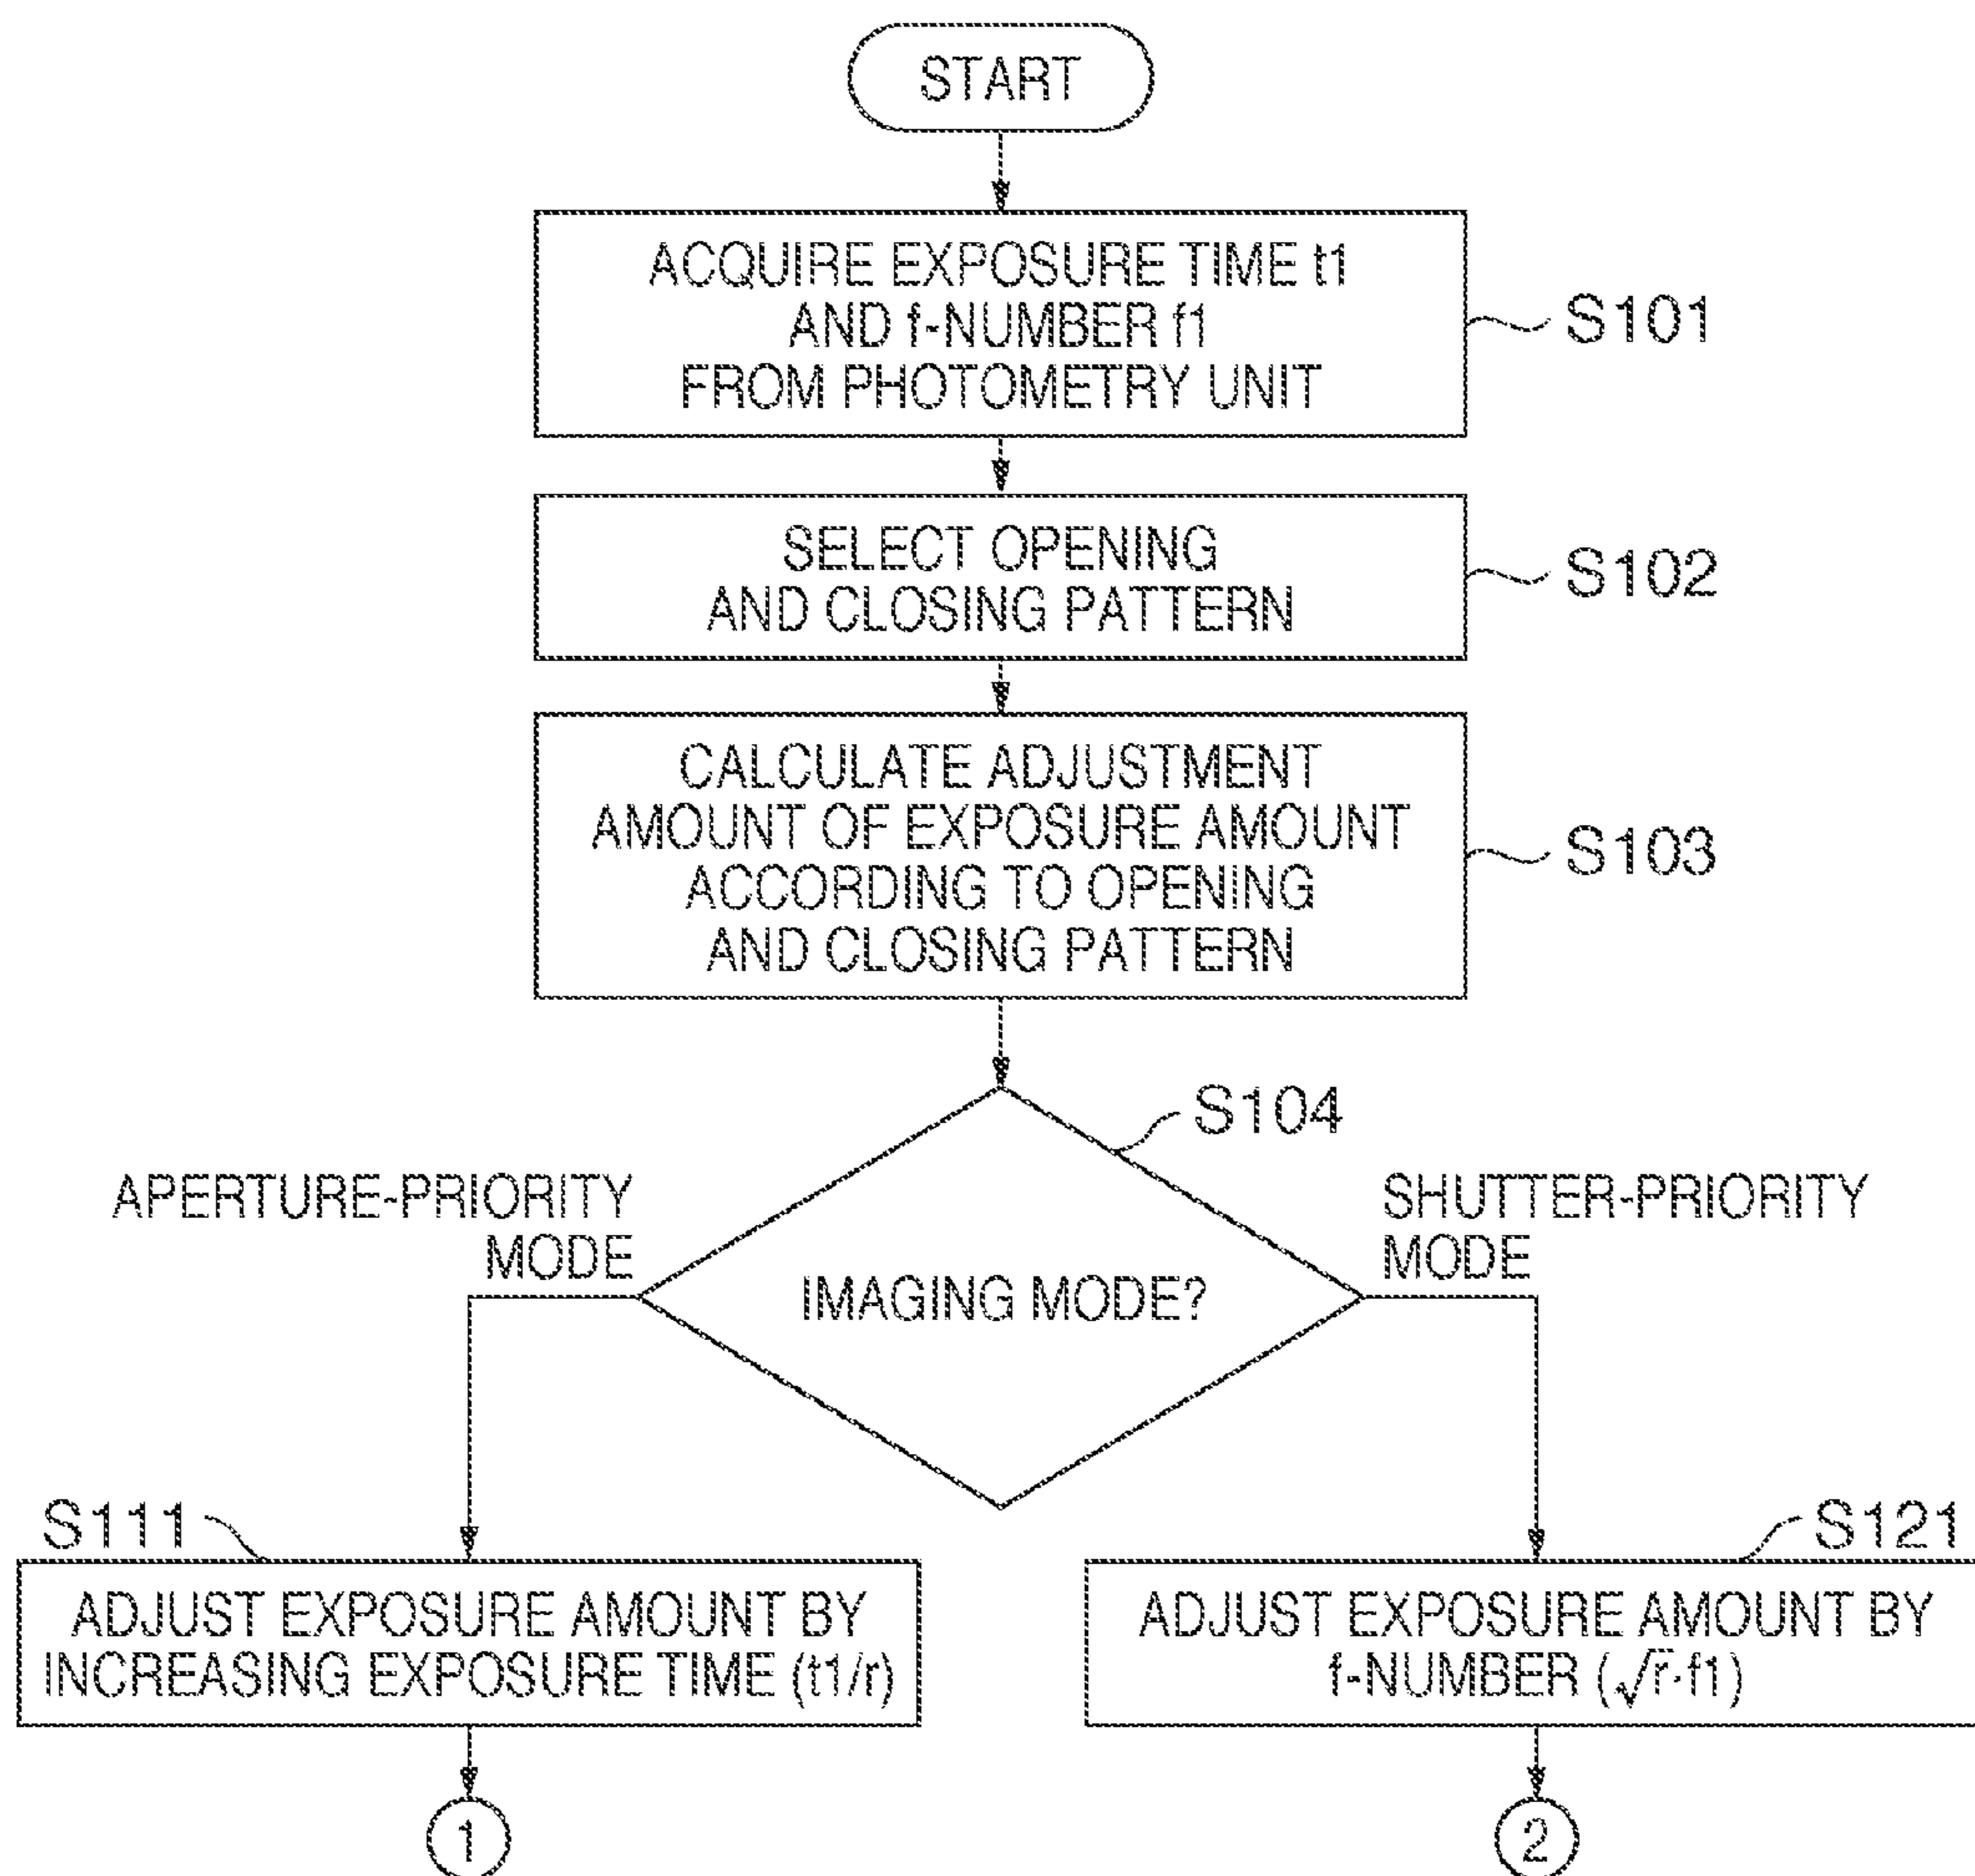 START
ACQUIRE EXPOSURE TIME t1
AND f-NUMBER f1
FROM PHOTOMETRY UNIT
S101
SELECT OPENING
AND CLOSING PATTERN
S102
CALCULATE ADJUSTMENT
AMOUNT OF EXPOSURE AMOUNT
ACCORDING TO OPENING
AND CLOSING PATTERN
S103
S104
APERTURE-PRIORITY
MODE
IMAGING MODE?
SHUTTER-PRIORITY
MODE
S111
ADJUST EXPOSURE AMOUNT BY
INCREASING EXPOSURE TIME (t1/r)
S121
ADJUST EXPOSURE AMOUNT BY
f-NUMBER (√r·f1)
1
2